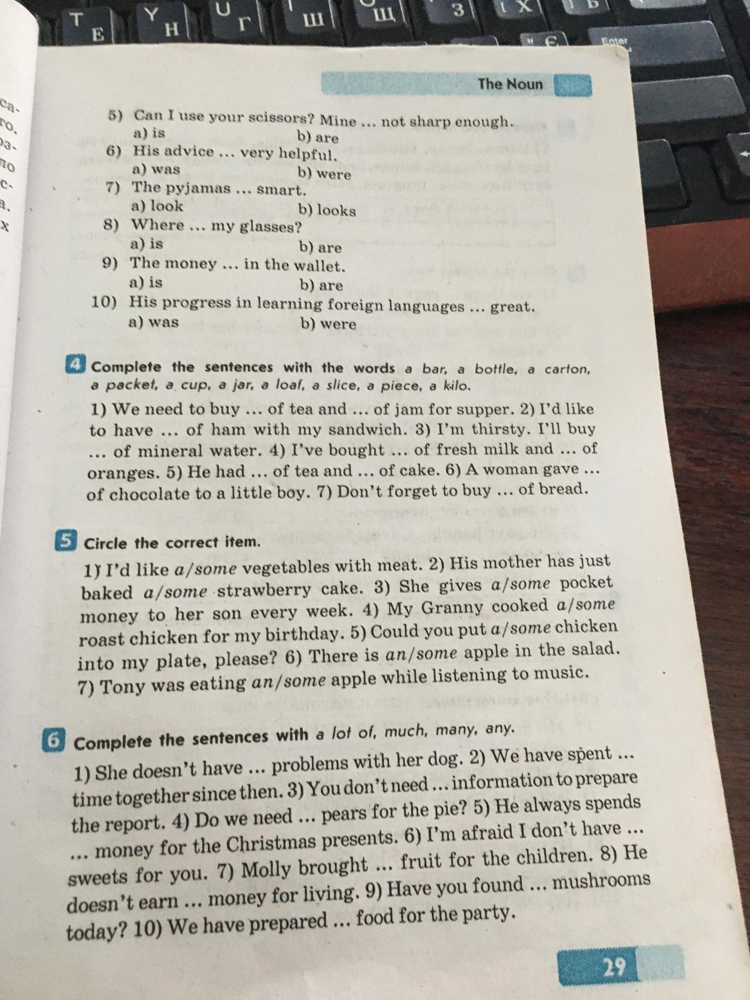 Т Е
Y Н
U Г
Ш
Щ
З
Х
Є
Enter
са-
го.
The Noun
5) Can I use your scissors? Mine ... not sharp enough.
a) is b) are
6) His advice ... very helpful.
a) was b) were
7) The pyjamas ... smart.
a) look b) looks
8) Where ... my glasses?
a) is b) are
9) The money ... in the wallet.
a) is b) are
10) His progress in learning foreign languages ... great.
a) was b) were
4 Complete the sentences with the words a bar, a bottle, a carton,
a packet, a cup, a jar, a loaf, a slice, a piece, a kilo.
1) We need to buy ... of tea and ... of jam for supper. 2) I'd like
to have ... of ham with my sandwich. 3) I'm thirsty. I'll buy
... of mineral water. 4) I've bought ... of fresh milk and ... of
oranges. 5) He had ... of tea and ... of cake. 6) A woman gave ...
of chocolate to a little boy. 7) Don't forget to buy ... of bread.
5 Circle the correct item.
1) I'd like a/some vegetables with meat. 2) His mother has just
baked a/some strawberry cake. 3) She gives a/some pocket
money to her son every week. 4) My Granny cooked a/some
roast chicken for my birthday. 5) Could you put a/some chicken
into my plate, please? 6) There is an/some apple in the salad.
7) Tony was eating an/some apple while listening to music.
6 Complete the sentences with a lot of, much, many, any.
1) She doesn't have ... problems with her dog. 2) We have spent ...
time together since then. 3) You don't need ... information to prepare
the report. 4) Do we need ... pears for the pie? 5) He always spends
... money for the Christmas presents. 6) I'm afraid I don't have ...
sweets for you. 7) Molly brought ... fruit for the children. 8) He
doesn't earn ... money for living. 9) Have you found ... mushrooms
today? 10) We have prepared ... food for the party.
29